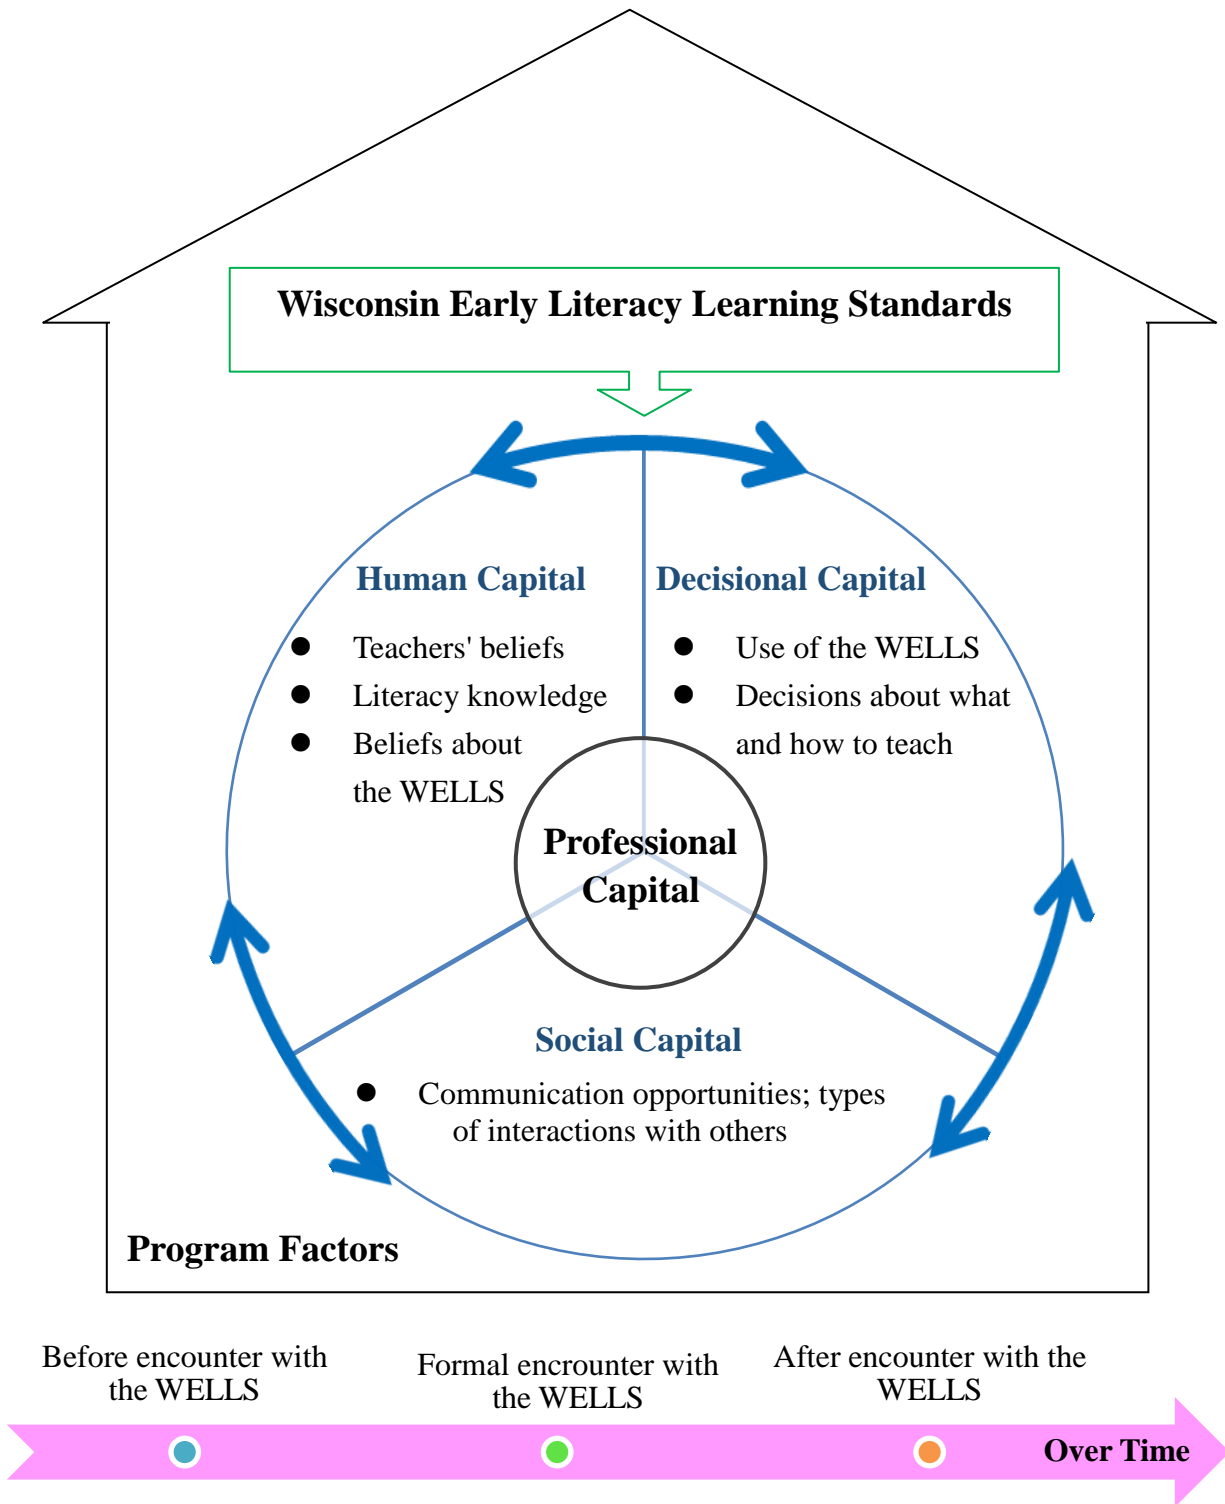 Wisconsin Early Literacy Learning Standards
Human Capital
Teachers' beliefs
Literacy knowledge
Beliefs about
the WELLS
Decisional Capital
Use of the WELLS
Decisions about what
and how to teach
Professional
Capital
Social Capital
Communication opportunities; types
of interactions with others
Program Factors
Before encounter with
the WELLS
Formal encrounter with
the WELLS
After encounter with the
WELLS
Over Time